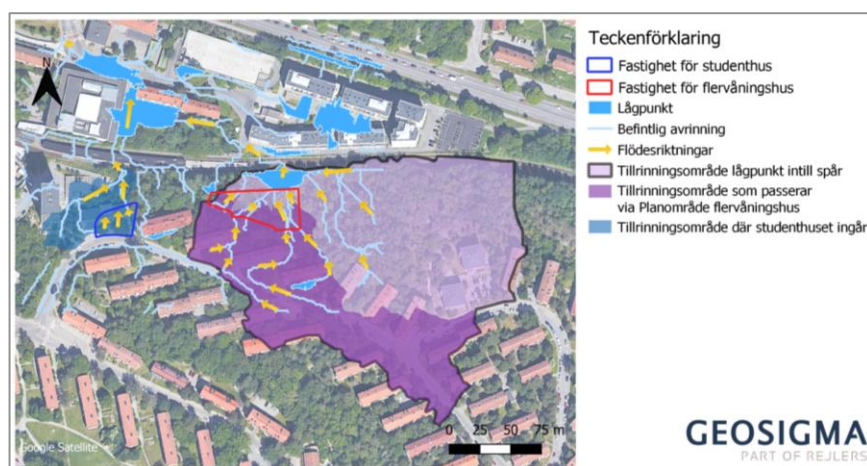 N
Google Satellite
0 25 50 75 m
Teckenförklaring
Fastighet för studenthus
Fastighet för flervåningshus
Lågpunkt
Befintlig avrinning
Flödesriktningar
Tillrinningsområde lågpunkt intill spår
Tillrinningsområde som passerar
via Planområde flervåningshus
Tillrinningsområde där studenthuset ingår
GEOSIGMA
PART OF REJLERS